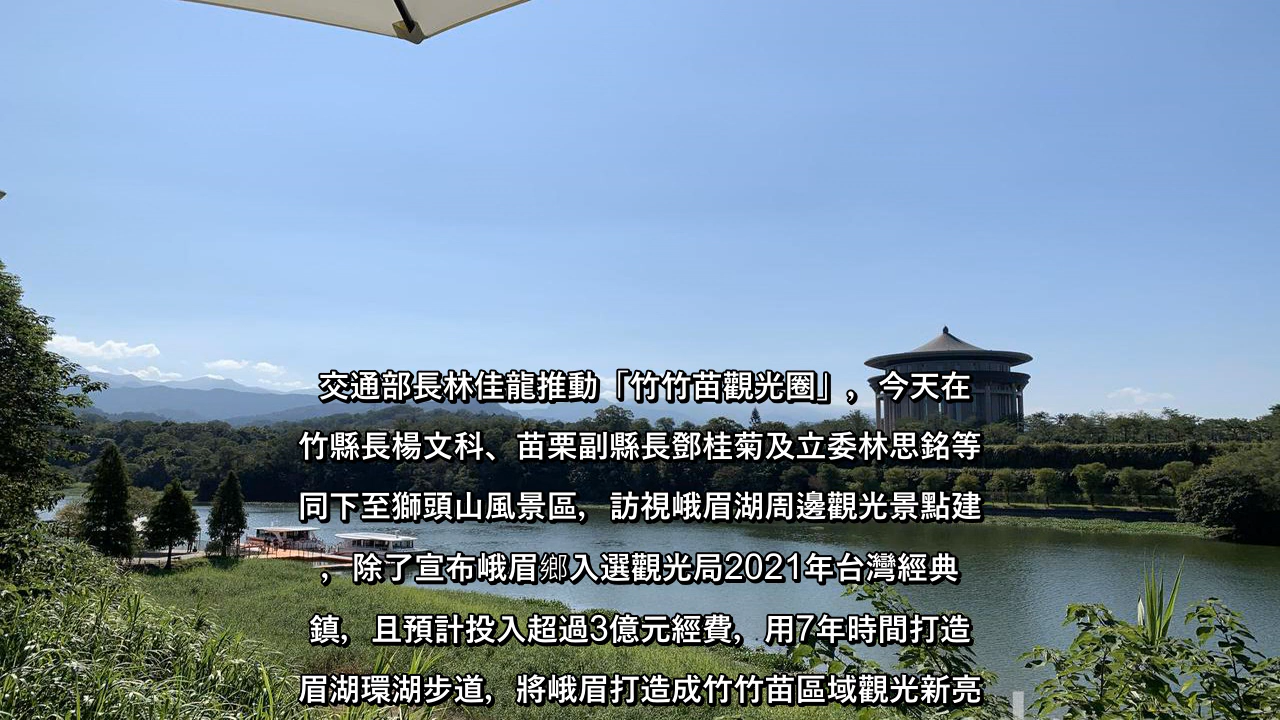 交通部長林佳龍推動「竹竹苗觀光圈」，今天在
竹縣長楊文科、苗栗副縣長鄧桂菊及立委林思銘等
同下至獅頭山風景區，訪視峨眉湖周邊觀光景點建
，除了宣布峨眉鄉入選觀光局2021年台灣經典
鎮，且預計投入超過3億元經費，用7年時間打造
眉湖環湖步道，將峨眉打造成竹竹苗區域觀光新亮